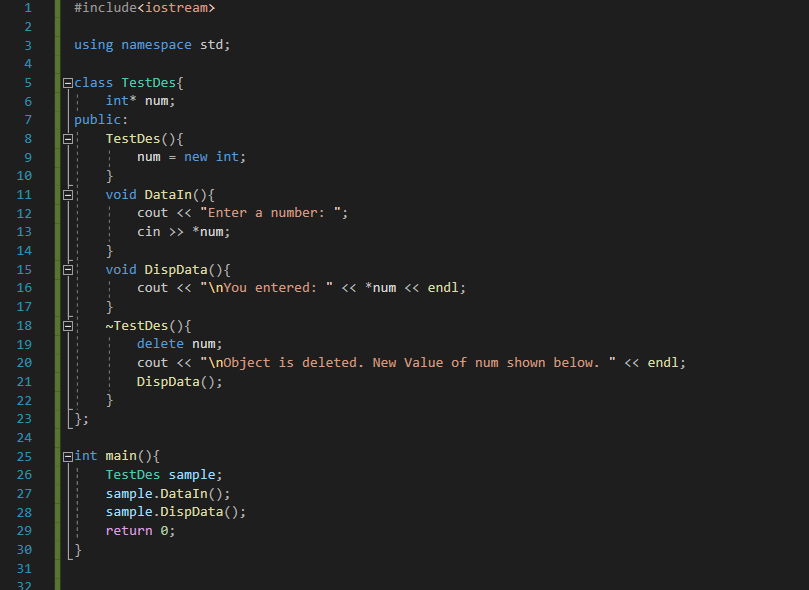 1 #include<iostream>
2
3 using namespace std;
4
5 class TestDes{
6 int* num;
7 public:
8 TestDes(){
9 num = new int;
10 }
11 void DataIn(){
12 cout << "Enter a number: ";
13 cin >> *num;
14 }
15 void DispData(){
16 cout << "\nYou entered: " << *num << endl;
17 }
18 ~TestDes(){
19 delete num;
20 cout << "\nObject is deleted. New Value of num shown below. " << endl;
21 DispData();
22 }
23 };
24
25 int main(){
26 TestDes sample;
27 sample.DataIn();
28 sample.DispData();
29 return 0;
30 }
31
32